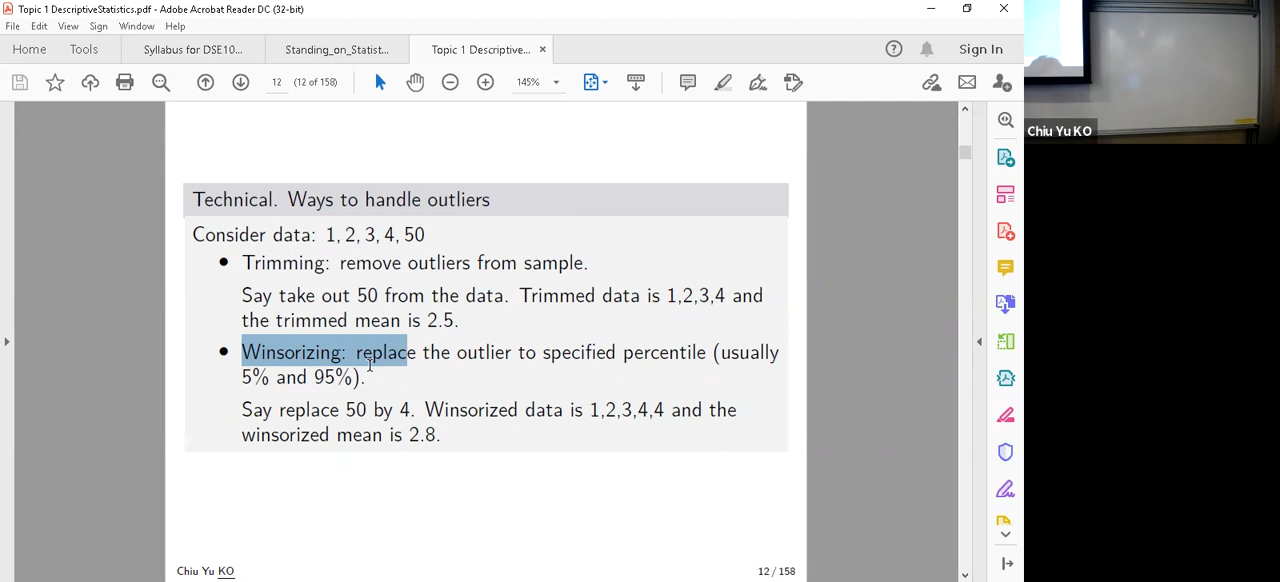 Topic 1 DescriptiveStatistics.pdf - Adobe Acrobat Reader DC (32-bit)
File Edit View Sign Window Help
Home Tools Syllabus for DSE10... Standing_on_Statist... Topic 1 Descriptive... Sign In
12 (12 of 158) 145%
Technical. Ways to handle outliers
Consider data: 1, 2, 3, 4, 50
• Trimming: remove outliers from sample.
Say take out 50 from the data. Trimmed data is 1,2,3,4 and
the trimmed mean is 2.5.
• Winsorizing: replace the outlier to specified percentile (usually
5% and 95%).
Say replace 50 by 4. Winsorized data is 1,2,3,4,4 and the
winsorized mean is 2.8.
Chiu Yu KO 12 / 158
Chiu Yu KO